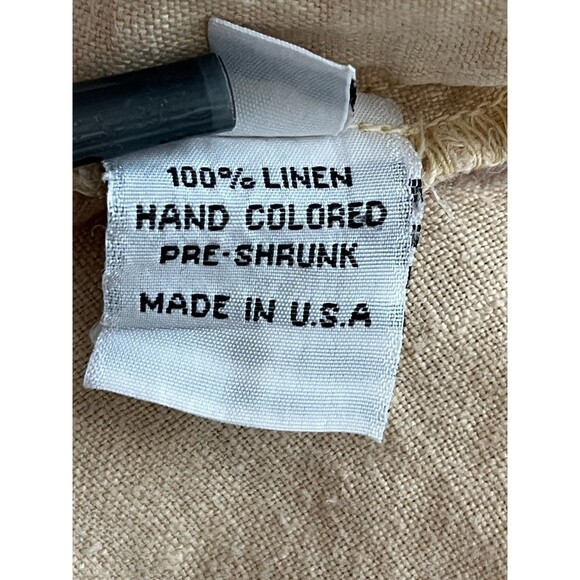 100% LINEN
HAND COLORED
PRE-SHRUNK
MADE IN U.S.A